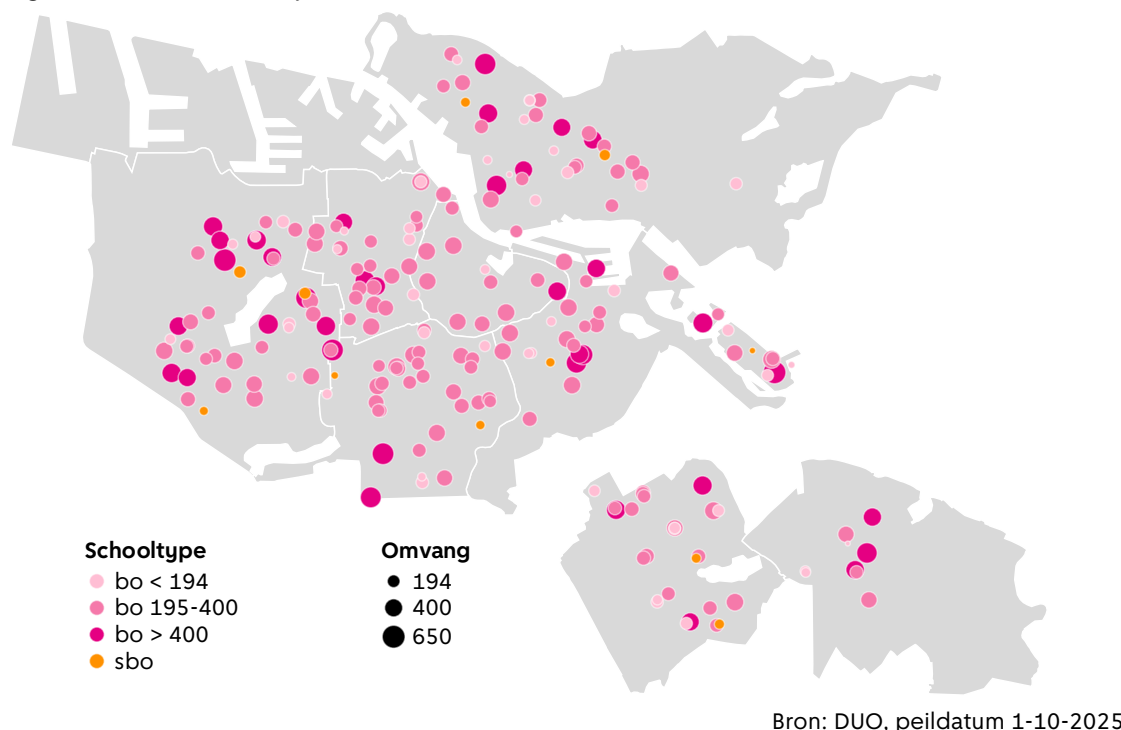 Schooltype
bo < 194
bo 195-400
bo > 400
sbo
Omvang
194
400
650
Bron: DUO, peildatum 1-10-2025